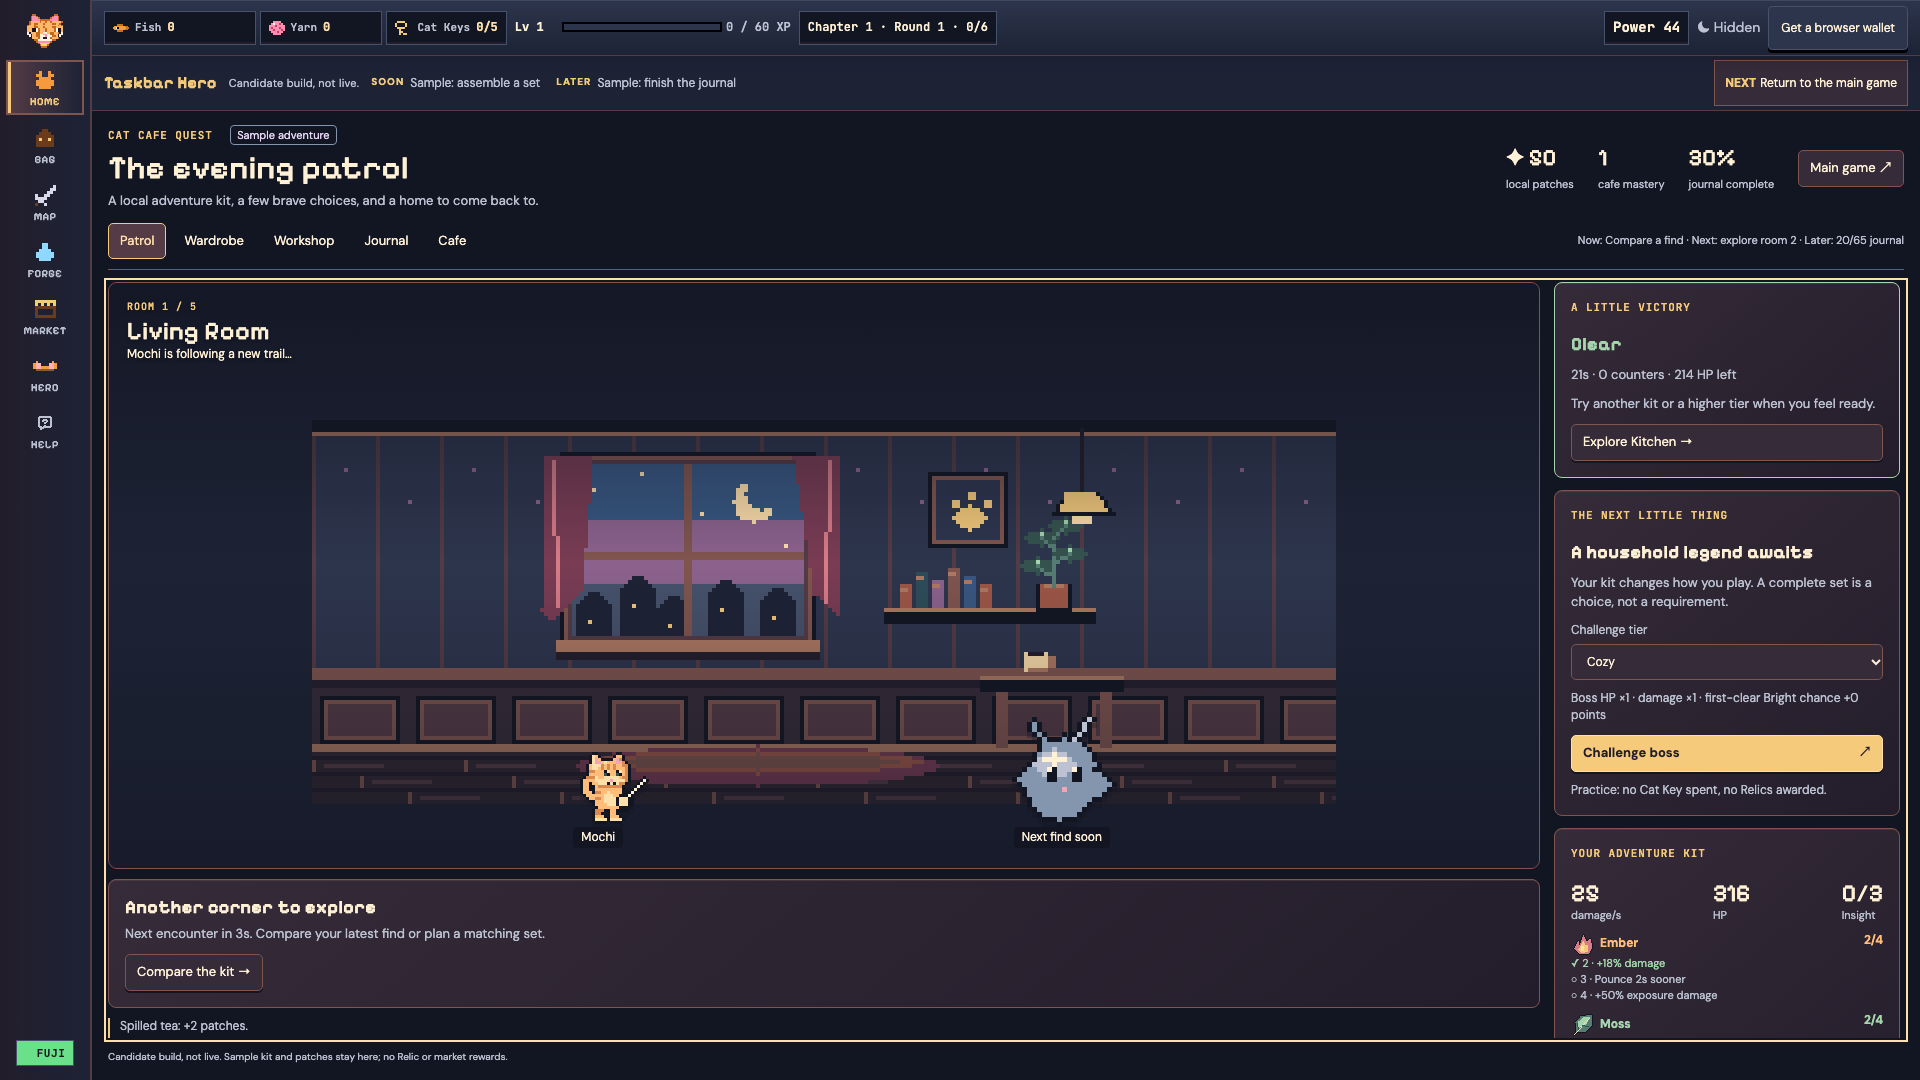 Fish 0
Yarn 0
Cat Keys 0/5
Lv 1
0 / 60 XP
Chapter 1 · Round 1 · 0/6
Power 44
Hidden
Get a browser wallet
HOME
BAG
MAP
FORGE
MARKET
HERO
HELP
FUJI
Taskbar Hero
Candidate build, not live.
SOON Sample: assemble a set
LATER Sample: finish the journal
NEXT Return to the main game
CAT CAFE QUEST
Sample adventure
The evening patrol
A local adventure kit, a few brave choices, and a home to come back to.
80
local patches
1
cafe mastery
30%
journal complete
Main game ↗
Patrol
Wardrobe
Workshop
Journal
Cafe
Now: Compare a find · Next: explore room 2 · Later: 20/65 journal
ROOM 1 / 5
Living Room
Mochi is following a new trail...
Mochi
Next find soon
Another corner to explore
Next encounter in 3s. Compare your latest find or plan a matching set.
Compare the kit →
Spilled tea: +2 patches.
A LITTLE VICTORY
Clear
21s · 0 counters · 214 HP left
Try another kit or a higher tier when you feel ready.
Explore Kitchen →
THE NEXT LITTLE THING
A household legend awaits
Your kit changes how you play. A complete set is a
choice, not a requirement.
Challenge tier
Cozy
Boss HP ×1 · damage ×1 · first-clear Bright chance +0
points
Challenge boss ↗
Practice: no Cat Key spent, no Relics awarded.
YOUR ADVENTURE KIT
28
damage/s
316
HP
0/3
Insight
Ember
2/4
✓ 2 · +18% damage
○ 3 · Pounce 2s sooner
○ 4 · +50% exposure damage
Moss
2/4
Candidate build, not live. Sample kit and patches stay here; no Relic or market rewards.